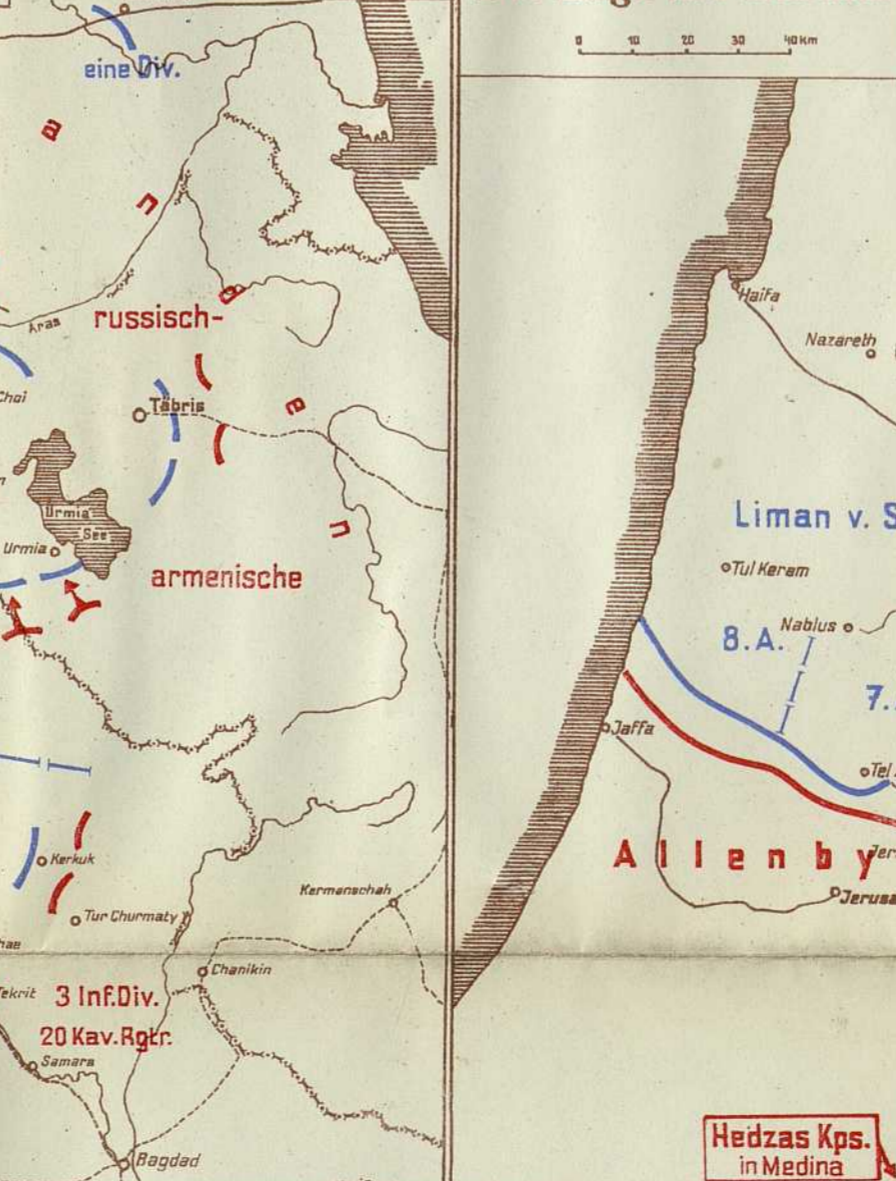 eine Div.
a
n
d
e
n
Aras
russisch-
Choi
Täbris
Urmia
See
Urmia
armenische
Kerkuk
Tur Churmaty
Kermanschah
Chanikin
3 Inf.Div.
20 Kav.Rgtr.
Samara
Bagdad
0 10 20 30 40 Km
Haifa
Nazareth
Liman v. S
Tul Keram
Nablus
8.A.
7.
Jaffa
Tel
Allenby
Jer
Jerusa
Hedzas Kps.
in Medina